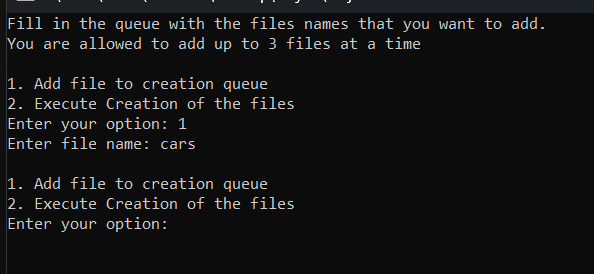 Fill in the queue with the files names that you want to add.
You are allowed to add up to 3 files at a time
1. Add file to creation queue
2. Execute Creation of the files
Enter your option: 1
Enter file name: cars
1. Add file to creation queue
2. Execute Creation of the files
Enter your option: